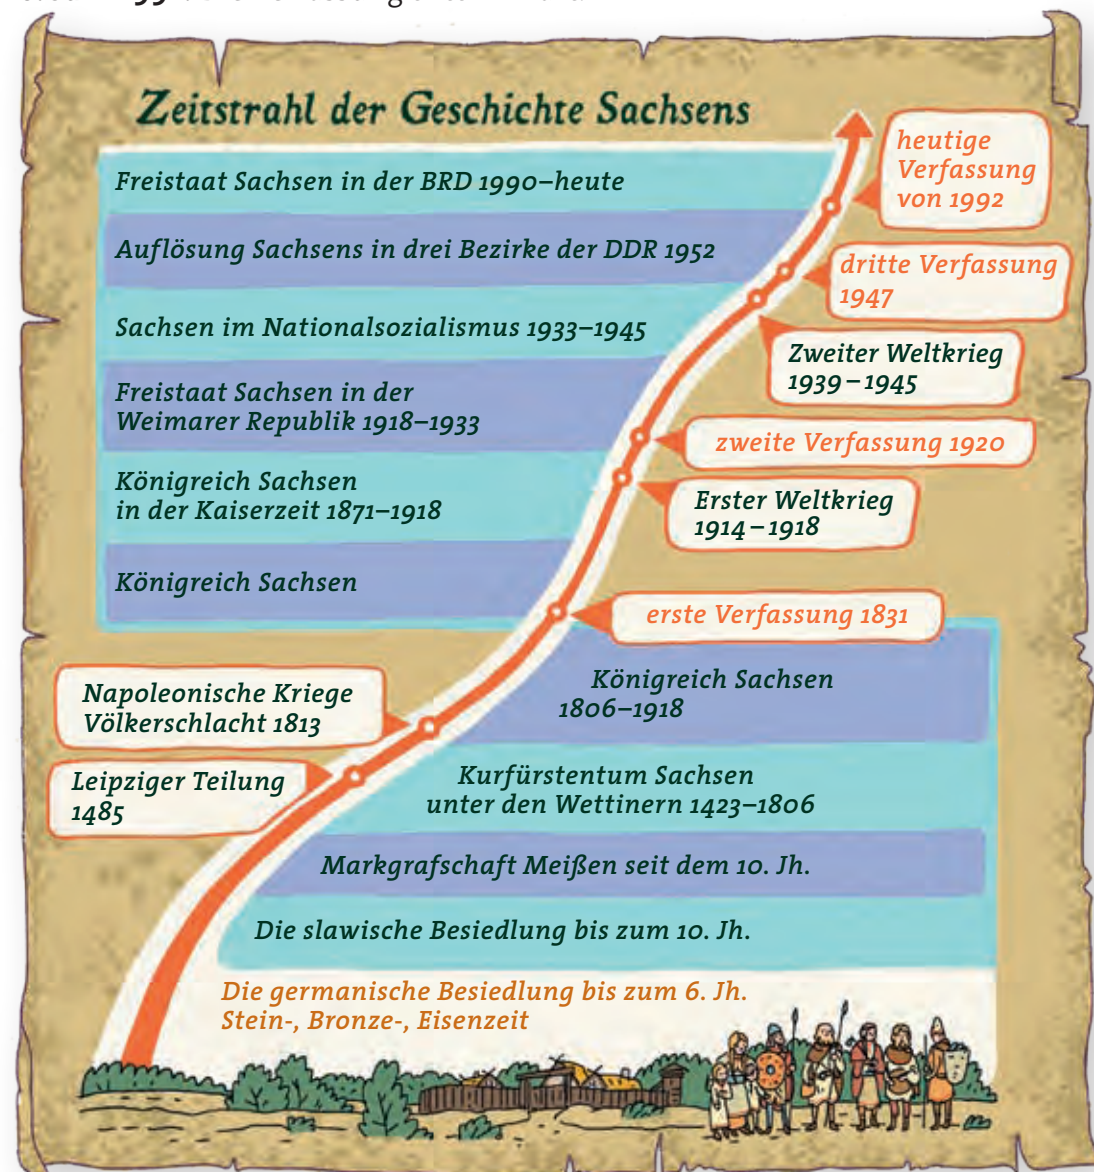 Zeitstrahl der Geschichte Sachsens
heutige
Verfassung
von 1992
Freistaat Sachsen in der BRD 1990–heute
Auflösung Sachsens in drei Bezirke der DDR 1952
dritte Verfassung
1947
Sachsen im Nationalsozialismus 1933–1945
Zweiter Weltkrieg
1939–1945
Freistaat Sachsen in der
Weimarer Republik 1918–1933
zweite Verfassung 1920
Königreich Sachsen
in der Kaiserzeit 1871–1918
Erster Weltkrieg
1914–1918
Königreich Sachsen
erste Verfassung 1831
Königreich Sachsen
1806–1918
Napoleonische Kriege
Völkerschlacht 1813
Leipziger Teilung
1485
Kurfürstentum Sachsen
unter den Wettinern 1423–1806
Markgrafschaft Meißen seit dem 10. Jh.
Die slawische Besiedlung bis zum 10. Jh.
Die germanische Besiedlung bis zum 6. Jh.
Stein-, Bronze-, Eisenzeit